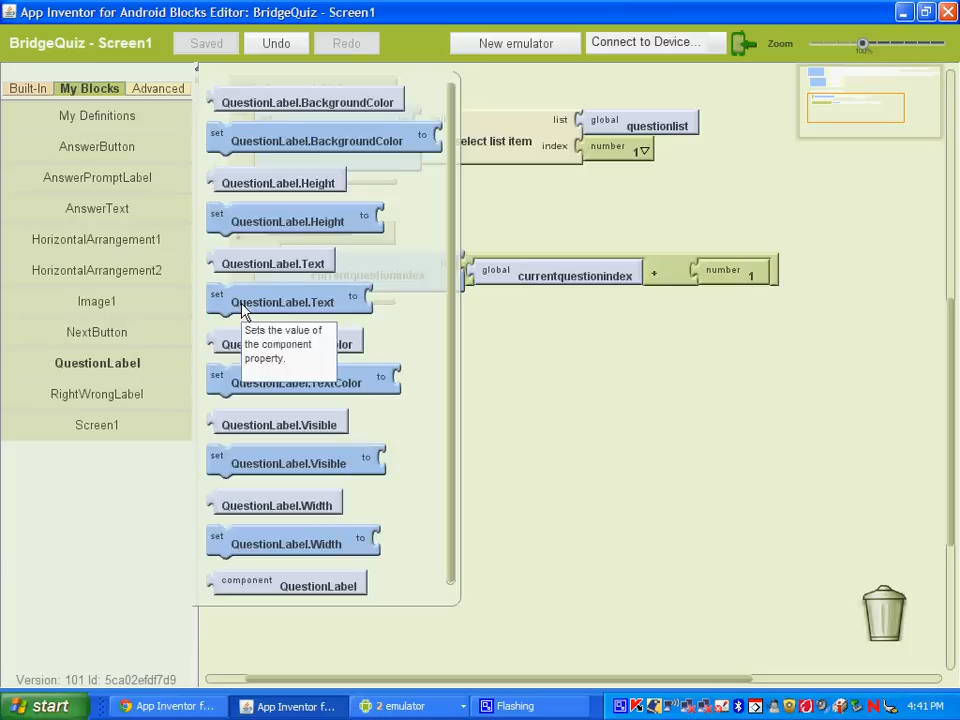 App Inventor for Android Blocks Editor: BridgeQuiz - Screen1
BridgeQuiz - Screen1
Saved
Undo
Redo
New emulator
Connect to Device...
Zoom
100%
Built-In
My Blocks
Advanced
My Definitions
AnswerButton
AnswerPromptLabel
AnswerText
HorizontalArrangement1
HorizontalArrangement2
Image1
NextButton
QuestionLabel
RightWrongLabel
Screen1
QuestionLabel.BackgroundColor
set QuestionLabel.BackgroundColor to
QuestionLabel.Height
set QuestionLabel.Height to
QuestionLabel.Text
set QuestionLabel.Text to
Sets the value of
the component
property.
set QuestionLabel.TextColor to
QuestionLabel.Visible
set QuestionLabel.Visible to
QuestionLabel.Width
set QuestionLabel.Width to
component QuestionLabel
select list item
list
index
global questionlist
number 1
currentquestionindex
global currentquestionindex + number 1
Version: 101 Id: 5ca02efdf7d9
start
App Inventor f...
App Inventor f...
2 emulator
Flashing
4:41 PM